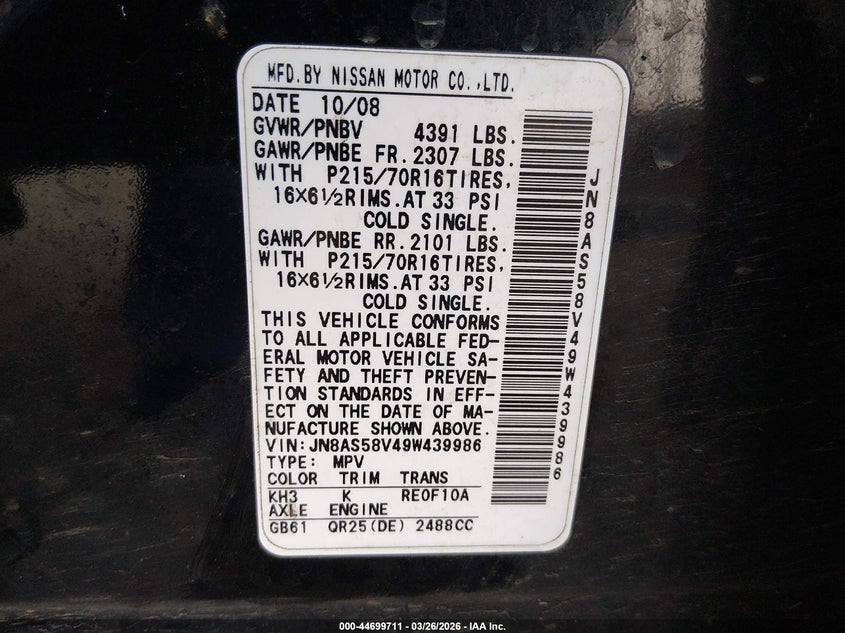 MFD.BY NISSAN MOTOR CO.,LTD.
DATE 10/08
GVWR/PNBV 4391 LBS.
GAWR/PNBE FR.2307 LBS.
WITH P215/70R16TIRES,
16X6½RIMS.AT 33 PSI
COLD SINGLE.
GAWR/PNBE RR.2101 LBS.
WITH P215/70R16TIRES,
16X6½RIMS.AT 33 PSI
COLD SINGLE.
THIS VEHICLE CONFORMS
TO ALL APPLICABLE FED-
ERAL MOTOR VEHICLE SA-
FETY AND THEFT PREVEN-
TION STANDARDS IN EFF-
ECT ON THE DATE OF MA-
NUFACTURE SHOWN ABOVE.
VIN:JN8AS58V49W439986
TYPE: MPV
COLOR TRIM TRANS
KH3 K RE0F10A
AXLE ENGINE
GB61 QR25(DE) 2488CC
JN8AS58V49W439986
000-44699711 - 03/26/2026 - IAA Inc.